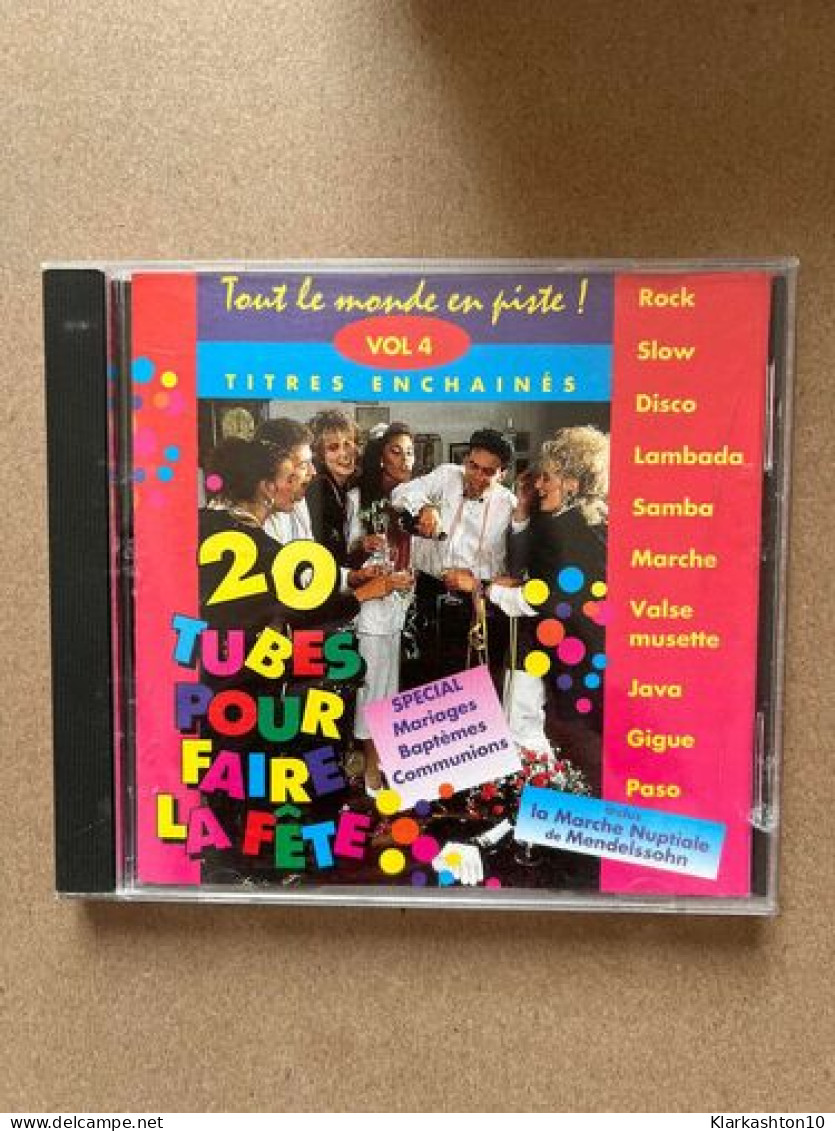 Tout le monde en piste !
VOL 4
TITRES ENCHAINÉS
20
TUBES
POUR
FAIRE
LA FÊTE
SPECIAL
Mariages
Baptêmes
Communions
Rock
Slow
Disco
Lambada
Samba
Marche
Valse
musette
Java
Gigue
Paso
inclus
la Marche Nuptiale
de Mendelssohn
www.delcampe.net
Klarkashton10